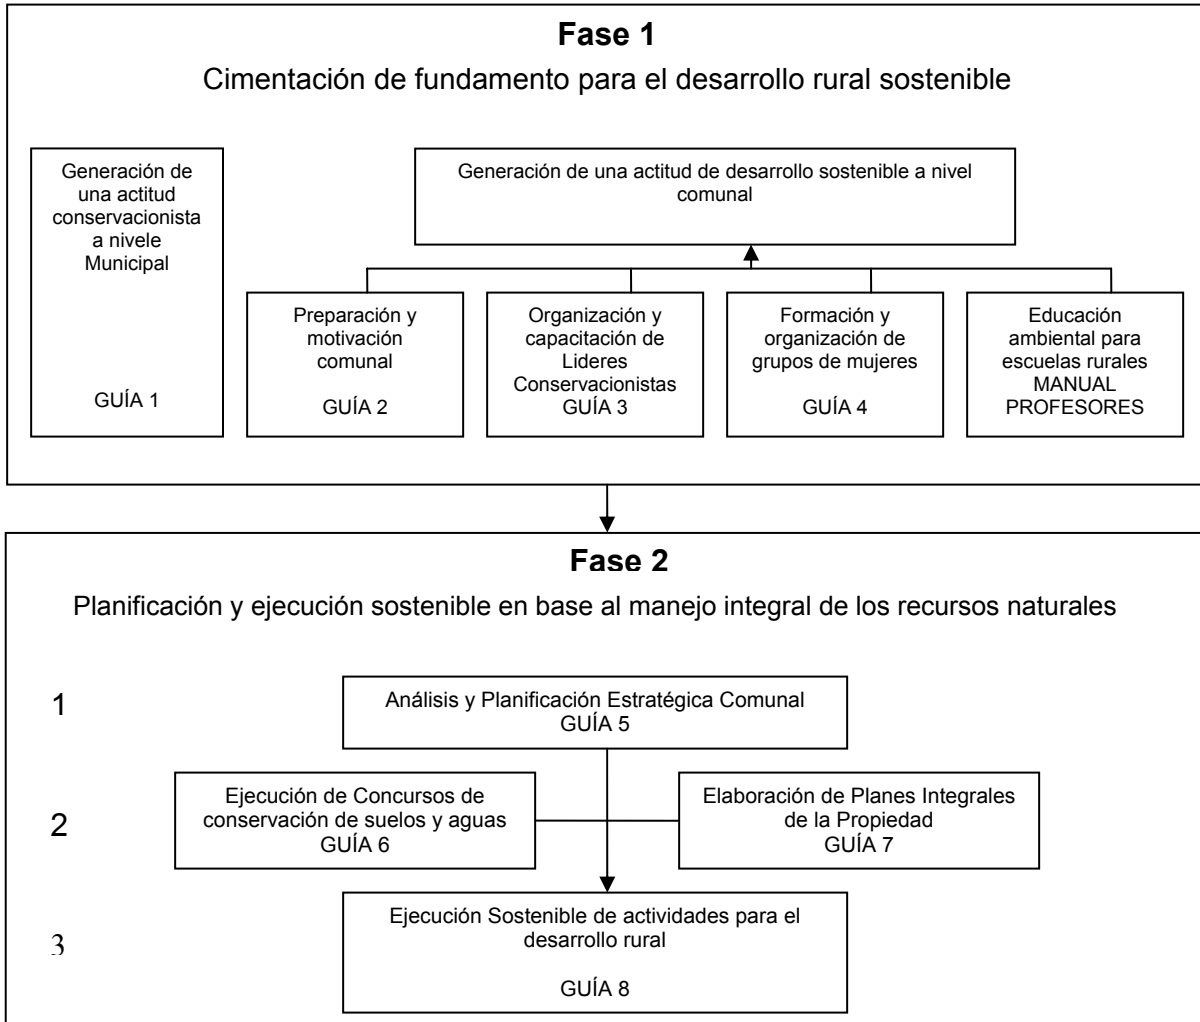 Fase 1
Cimentación de fundamento para el desarrollo rural sostenible
Generación de
una actitud
conservacionista
a nivele
Municipal
GUÍA 1
Generación de una actitud de desarrollo sostenible a nivel
comunal
Preparación y
motivación
comunal
GUÍA 2
Organización y
capacitación de
Lideres
Conservacionistas
GUÍA 3
Formación y
organización de
grupos de mujeres
GUÍA 4
Educación
ambiental para
escuelas rurales
MANUAL
PROFESORES
Fase 2
Planificación y ejecución sostenible en base al manejo integral de los recursos naturales
1
Análisis y Planificación Estratégica Comunal
GUÍA 5
2
Ejecución de Concursos de
conservación de suelos y aguas
GUÍA 6
Elaboración de Planes Integrales
de la Propiedad
GUÍA 7
3
Ejecución Sostenible de actividades para el
desarrollo rural
GUÍA 8